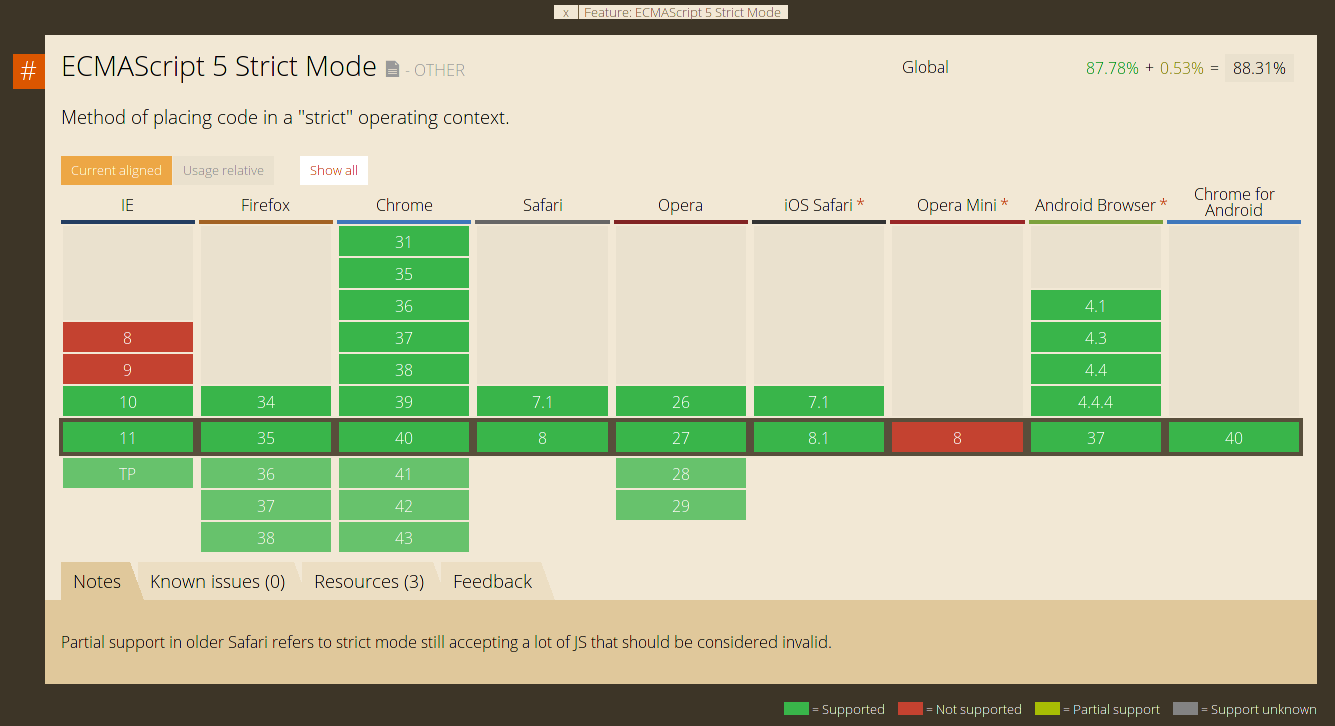 x Feature: ECMAScript 5 Strict Mode
# ECMAScript 5 Strict Mode - OTHER Global 87.78% + 0.53% = 88.31%
Method of placing code in a "strict" operating context.
Current aligned Usage relative Show all
IE Firefox Chrome Safari Opera iOS Safari * Opera Mini * Android Browser * Chrome for Android
31
35
36 4.1
8 37 4.3
9 38 4.4
10 34 39 7.1 26 7.1 4.4.4
11 35 40 8 27 8.1 8 37 40
TP 36 41 28
37 42 29
38 43
Notes Known issues (0) Resources (3) Feedback
Partial support in older Safari refers to strict mode still accepting a lot of JS that should be considered invalid.
= Supported = Not supported = Partial support = Support unknown